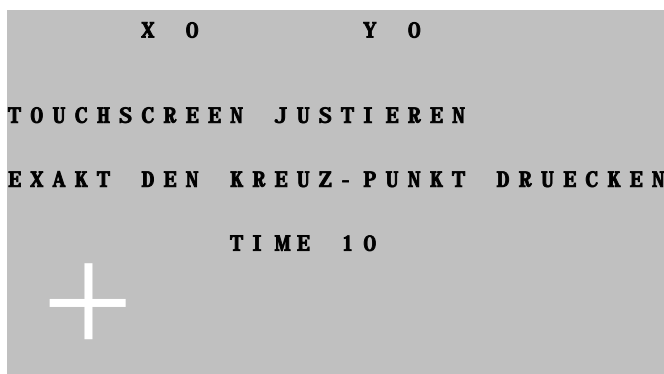 X 0 Y 0
TOUCHSCREEN JUSTIEREN
EXAKT DEN KREUZ-PUNKT DRUECKEN
TIME 10